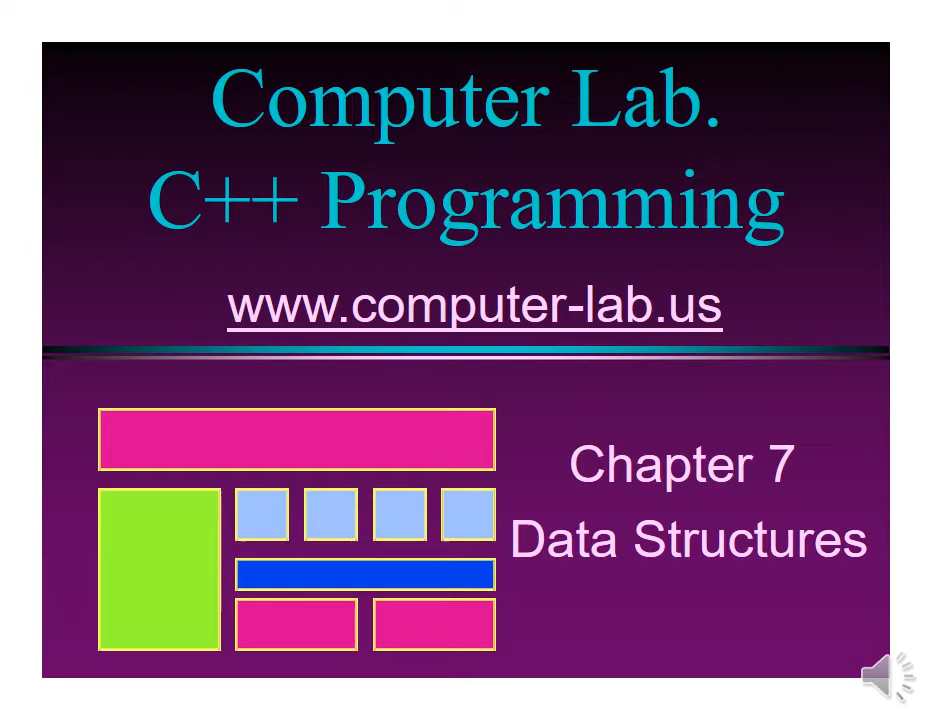 Computer Lab.
C++ Programming
www.computer-lab.us
Chapter 7
Data Structures